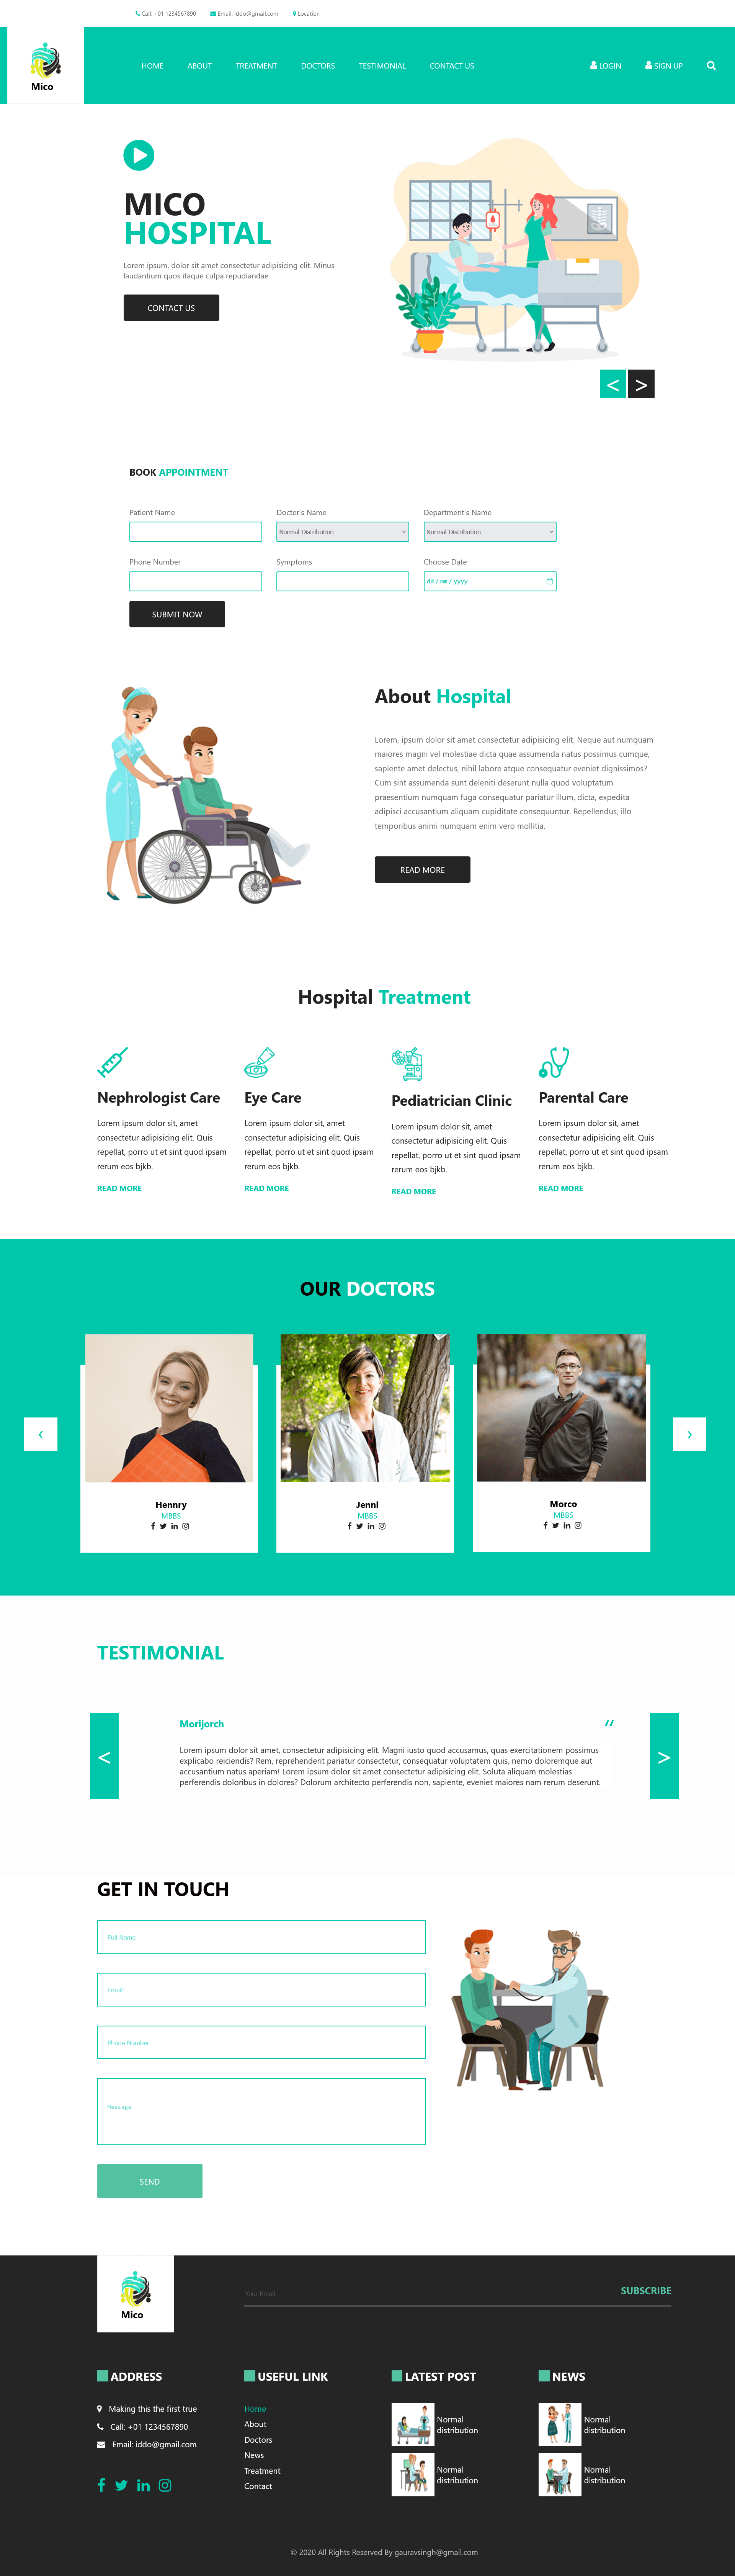 Call: +01 1234567890 Email: iddo@gmail.com Location
Mico
HOME ABOUT TREATMENT DOCTORS TESTIMONIAL CONTACT US LOGIN SIGN UP
MICO
HOSPITAL
Lorem ipsum, dolor sit amet consectetur adipisicing elit. Minus
laudantium quos itaque culpa repudiandae.
CONTACT US
< >
BOOK APPOINTMENT
Patient Name Docter's Name Department's Name
Normal Distribution Normal Distribution
Phone Number Symptoms Choose Date
dd / mm / yyyy
SUBMIT NOW
About Hospital
Lorem, ipsum dolor sit amet consectetur adipisicing elit. Neque aut numquam
maiores magni vel molestiae dicta quae assumenda natus possimus cumque,
sapiente amet delectus, nihil labore atque consequatur eveniet dignissimos?
Cum sint assumenda sunt deleniti deserunt nulla quod voluptatum
praesentium numquam fuga consequatur pariatur illum, dicta, expedita
adipisci accusantium aliquam cupiditate consequuntur. Repellendus, illo
temporibus animi numquam enim vero mollitia.
READ MORE
Hospital Treatment
Nephrologist Care
Lorem ipsum dolor sit, amet
consectetur adipisicing elit. Quis
repellat, porro ut et sint quod ipsam
rerum eos bjkb.
READ MORE
Eye Care
Lorem ipsum dolor sit, amet
consectetur adipisicing elit. Quis
repellat, porro ut et sint quod ipsam
rerum eos bjkb.
READ MORE
Pediatrician Clinic
Lorem ipsum dolor sit, amet
consectetur adipisicing elit. Quis
repellat, porro ut et sint quod ipsam
rerum eos bjkb.
READ MORE
Parental Care
Lorem ipsum dolor sit, amet
consectetur adipisicing elit. Quis
repellat, porro ut et sint quod ipsam
rerum eos bjkb.
READ MORE
OUR DOCTORS
‹ ›
Hennry
MBBS
Jenni
MBBS
Morco
MBBS
TESTIMONIAL
Morijorch
< >
Lorem ipsum dolor sit amet, consectetur adipisicing elit. Magni iusto quod accusamus, quas exercitationem possimus
explicabo reiciendis? Rem, reprehenderit pariatur consectetur, consequatur voluptatem quis, nemo doloremque aut
accusantium natus aperiam! Lorem ipsum dolor sit amet consectetur adipisicing elit. Soluta aliquam molestias
perferendis doloribus in dolores? Dolorum architecto perferendis non, sapiente, eveniet maiores nam rerum deserunt.
GET IN TOUCH
Full Name
Email
Phone Number
Message
SEND
Mico
Your Email SUBSCRIBE
ADDRESS
Making this the first true
Call: +01 1234567890
Email: iddo@gmail.com
USEFUL LINK
Home
About
Doctors
News
Treatment
Contact
LATEST POST
Normal
distribution
Normal
distribution
NEWS
Normal
distribution
Normal
distribution
© 2020 All Rights Reserved By gauravsingh@gmail.com